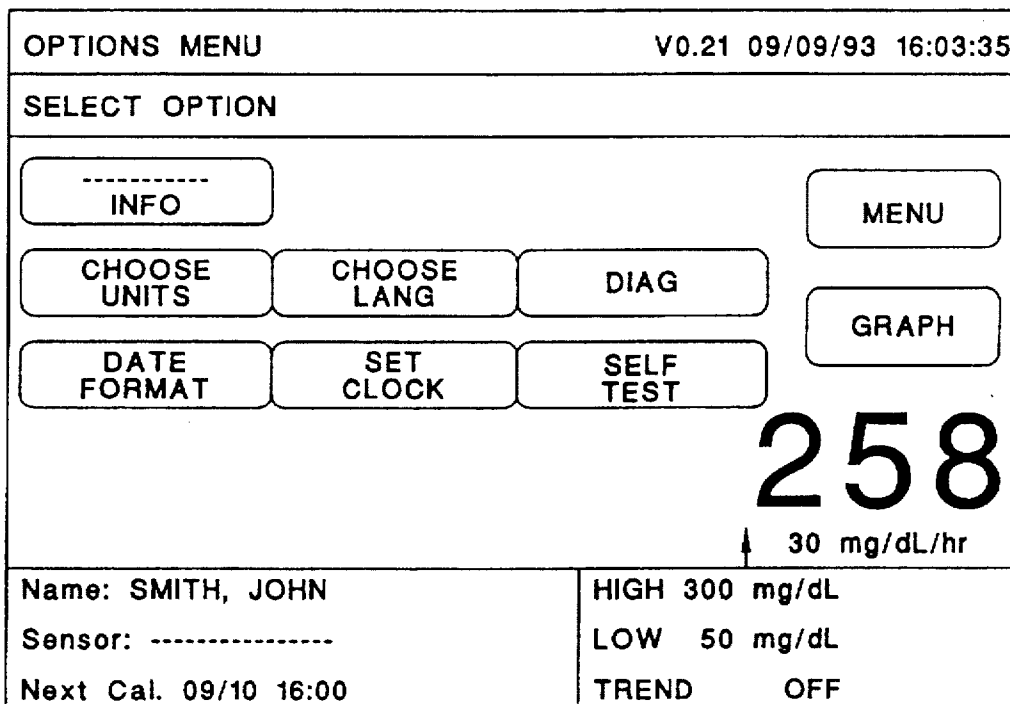 OPTIONS MENU V0.21 09/09/93 16:03:35
SELECT OPTION
-----------
INFO
MENU
CHOOSE
UNITS
CHOOSE
LANG
DIAG
GRAPH
DATE
FORMAT
SET
CLOCK
SELF
TEST
258
30 mg/dL/hr
Name: SMITH, JOHN
Sensor: ---------------
Next Cal. 09/10 16:00
HIGH 300 mg/dL
LOW 50 mg/dL
TREND OFF